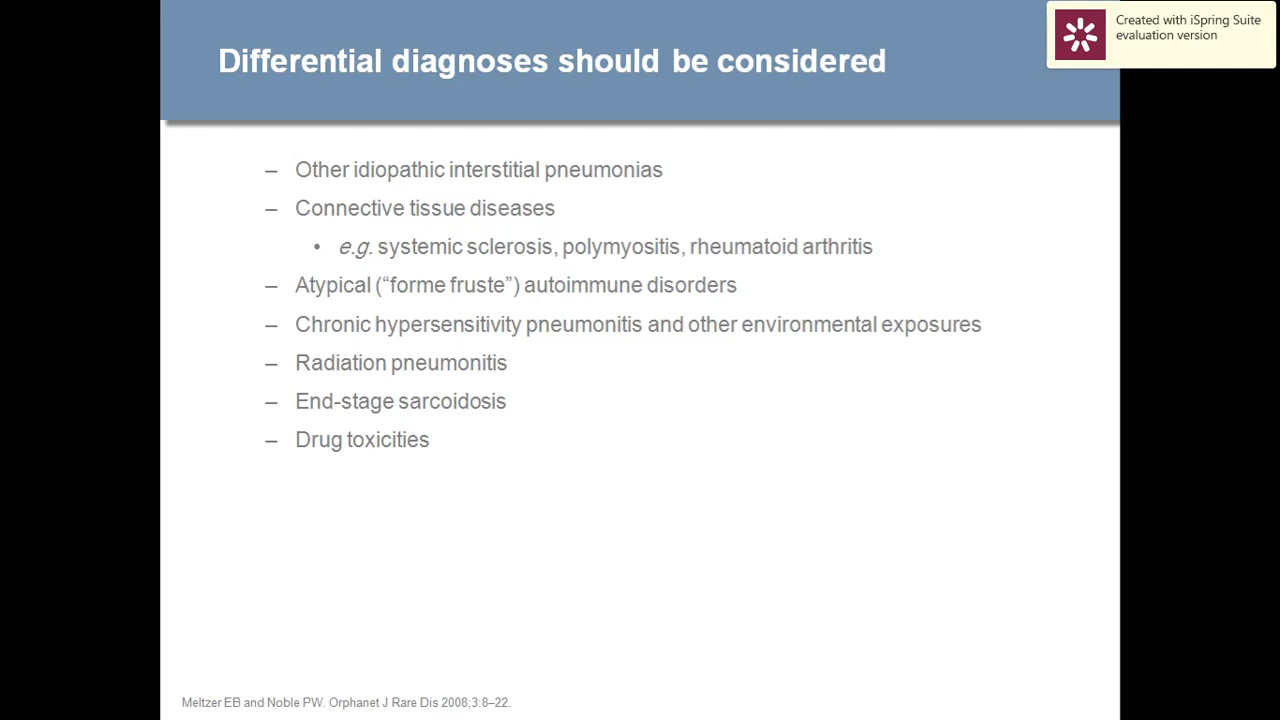 Differential diagnoses should be considered
Created with iSpring Suite
evaluation version
– Other idiopathic interstitial pneumonias
– Connective tissue diseases
• e.g. systemic sclerosis, polymyositis, rheumatoid arthritis
– Atypical (“forme fruste”) autoimmune disorders
– Chronic hypersensitivity pneumonitis and other environmental exposures
– Radiation pneumonitis
– End-stage sarcoidosis
– Drug toxicities
Meltzer EB and Noble PW. Orphanet J Rare Dis 2008;3:8–22.